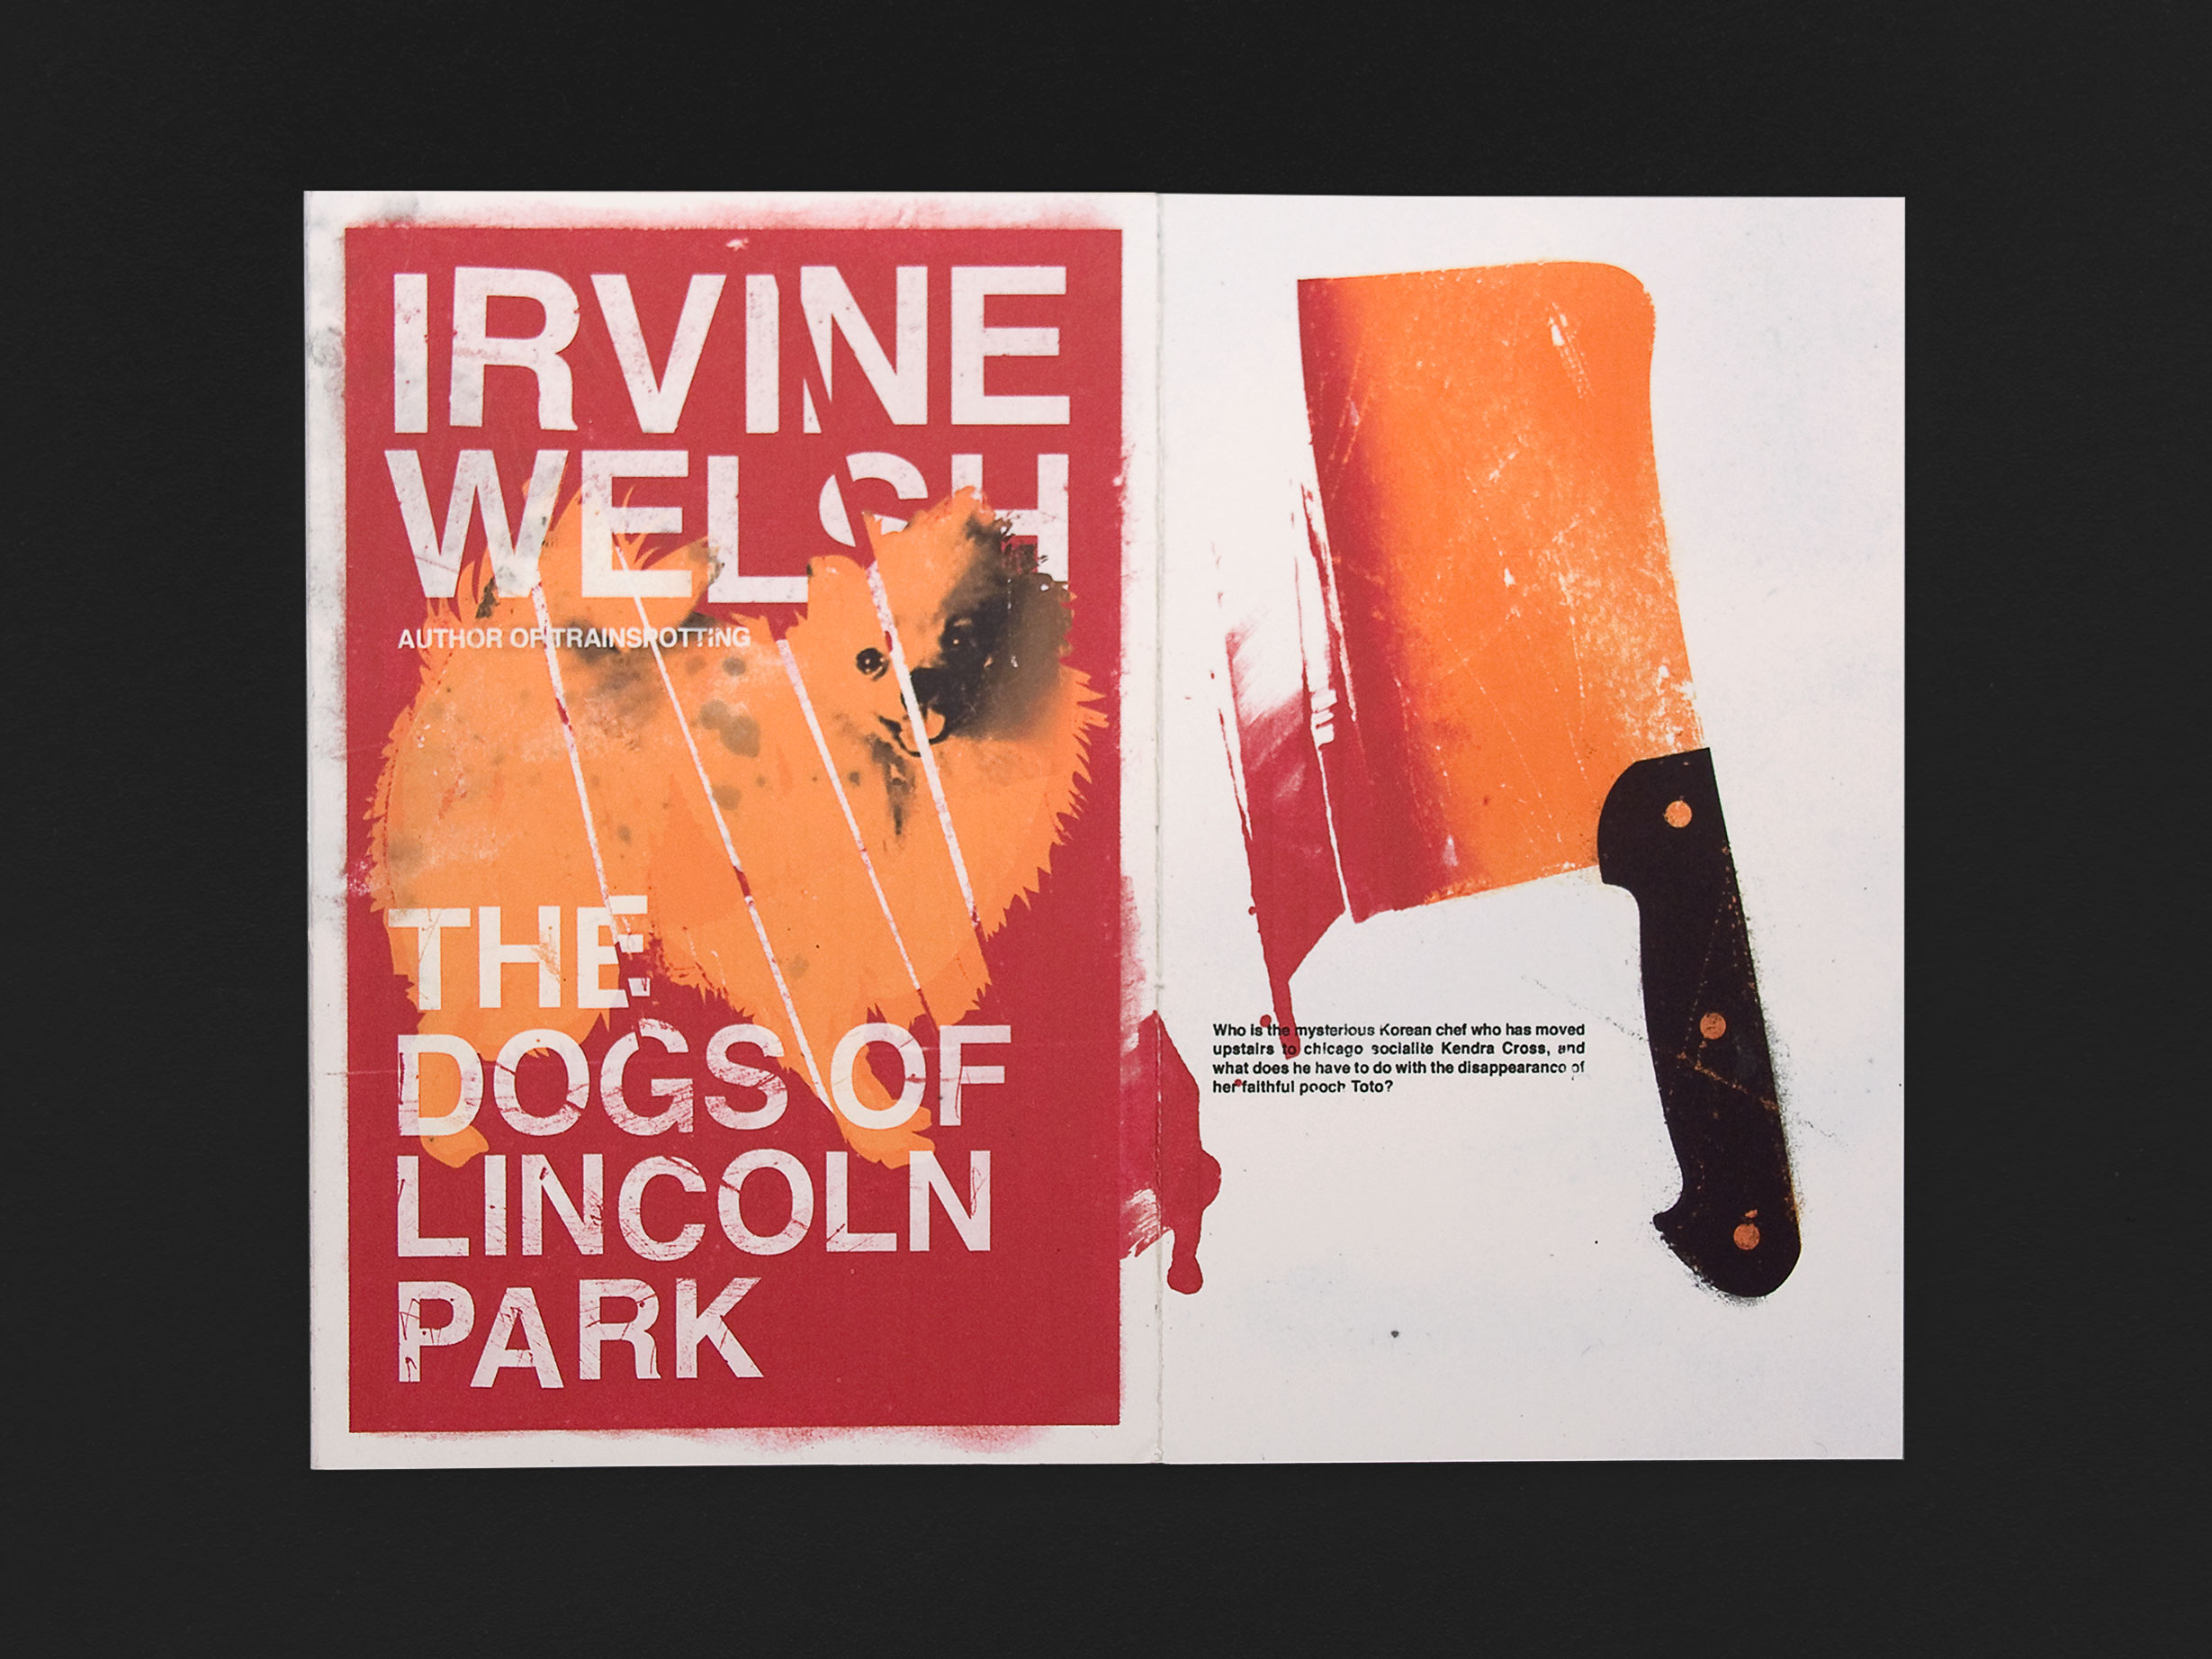 IRVINE
WELSH
AUTHOR OF TRAINSPOTTING
THE
DOGS OF
LINCOLN
PARK
Who is the mysterious Korean chef who has moved
upstairs to chicago socialite Kendra Cross, and
what does he have to do with the disappearance of
her faithful pooch Toto?